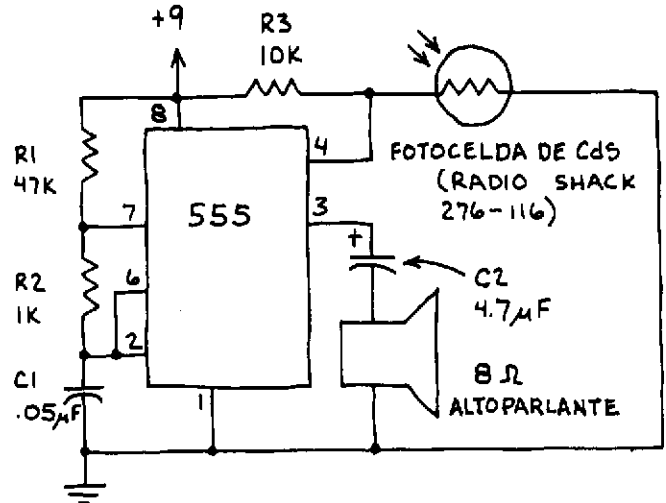 +9
R3
10K
8
4
R1
47K
FOTOCELDA DE CdS
(RADIO SHACK
276-116)
7
555
3
+
6
R2
1K
C2
4.7µF
2
C1
.05µF
1
8 Ω
ALTOPARLANTE